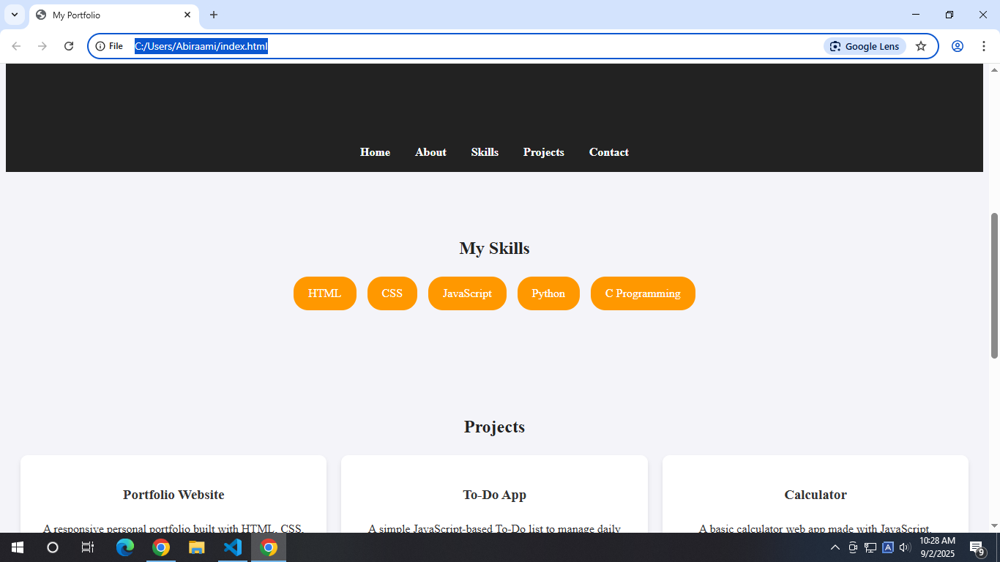 My Portfolio
File C:/Users/Abiraami/index.html Google Lens
Home About Skills Projects Contact
My Skills
HTML CSS JavaScript Python C Programming
Projects
Portfolio Website To-Do App Calculator
A responsive personal portfolio built with HTML, CSS, A simple JavaScript-based To-Do list to manage daily A basic calculator web app made with JavaScript.
A 10:28 AM
9/2/2025 9